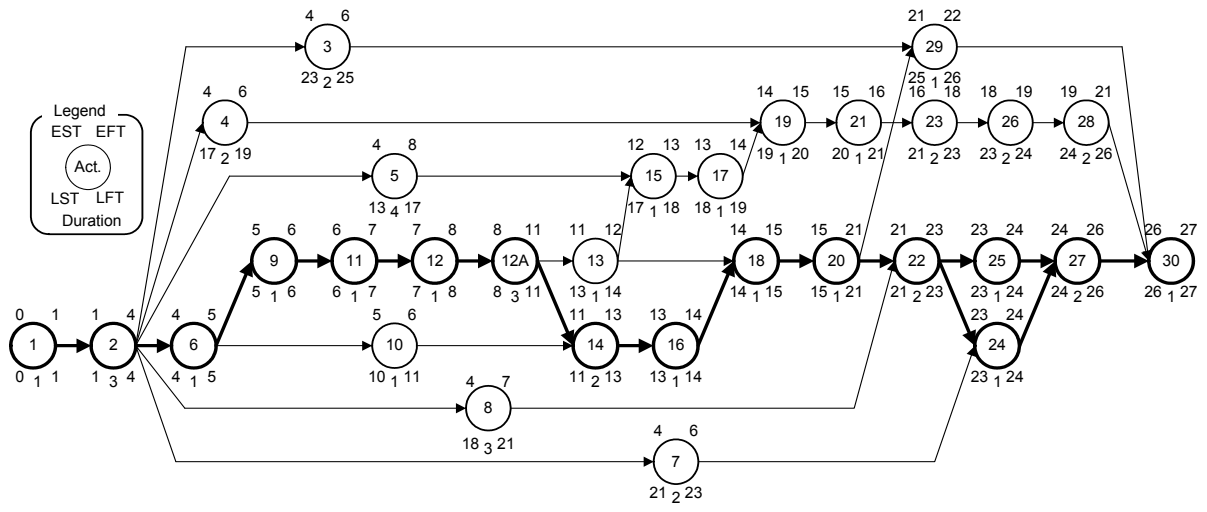 Legend
EST EFT
Act.
LST LFT
Duration
4 6
3
23 2 25
21 22
29
25 1 26
4 6
4
17 2 19
14 15
19
19 1 20
15 16
21
20 1 21
16 18
23
21 2 23
18 19
26
23 2 24
19 21
28
24 2 26
4 8
5
13 4 17
12 13
15
17 1 18
13 14
17
18 1 19
5 6
9
5 1 6
6 7
11
6 1 7
7 8
12
7 1 8
8 11
12A
8 3 11
11 12
13
13 1 14
14 15
18
14 1 15
15 21
20
15 1 21
21 23
22
21 2 23
23 24
25
23 1 24
24 26
27
24 2 26
26 27
30
26 1 27
0 1
1
0 1 1
1 4
2
1 3 4
4 5
6
4 1 5
5 6
10
10 1 11
11 13
14
11 2 13
13 14
16
13 1 14
23 24
24
23 1 24
4 7
8
18 3 21
4 6
7
21 2 23